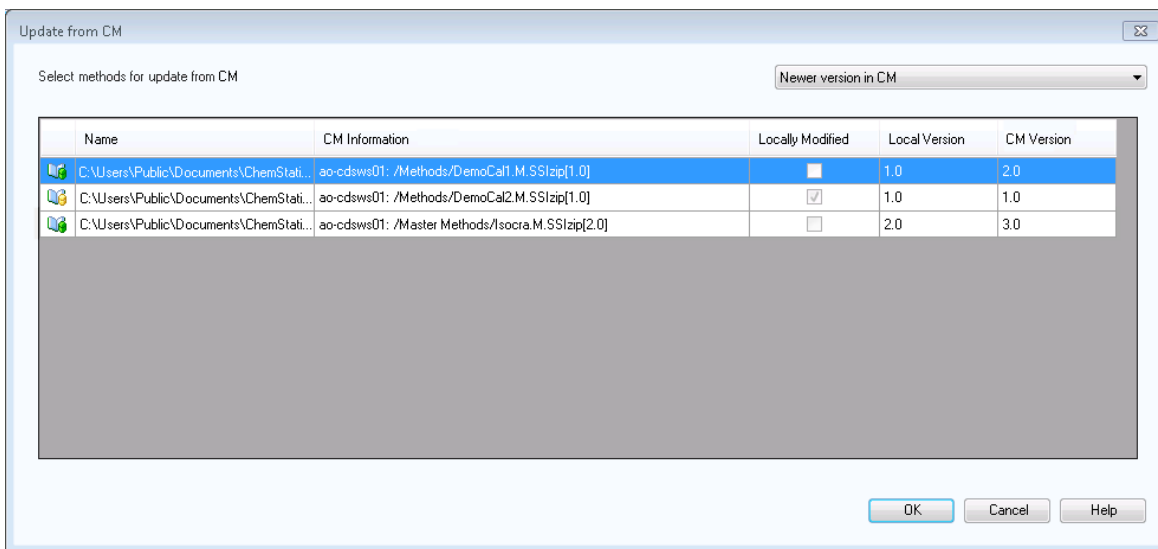 Update from CM
Select methods for update from CM
Newer version in CM
Name CM Information Locally Modified Local Version CM Version
C:\Users\Public\Documents\ChemStati... ao-cdsws01: /Methods/DemoCal1.M.SSIzip[1.0] 1.0 2.0
C:\Users\Public\Documents\ChemStati... ao-cdsws01: /Methods/DemoCal2.M.SSIzip[1.0] 1.0 1.0
C:\Users\Public\Documents\ChemStati... ao-cdsws01: /Master Methods/Isocra.M.SSIzip[2.0] 2.0 3.0
OK Cancel Help